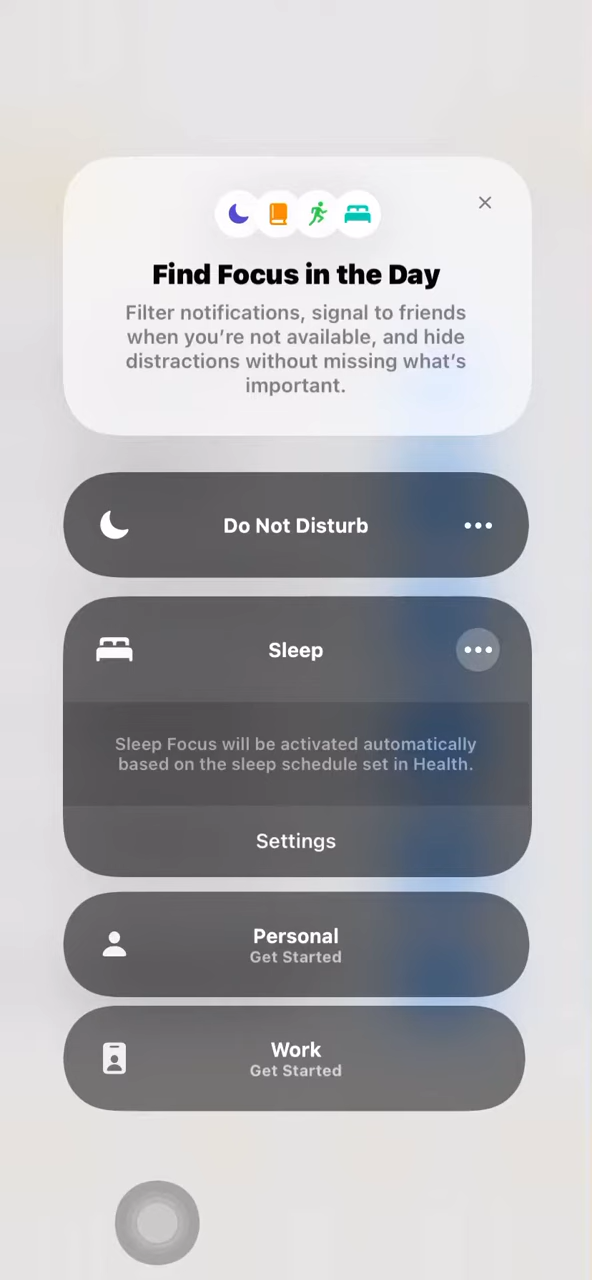 Find Focus in the Day
Filter notifications, signal to friends
when you’re not available, and hide
distractions without missing what’s
important.
Do Not Disturb
Sleep
Sleep Focus will be activated automatically
based on the sleep schedule set in Health.
Settings
Personal
Get Started
Work
Get Started